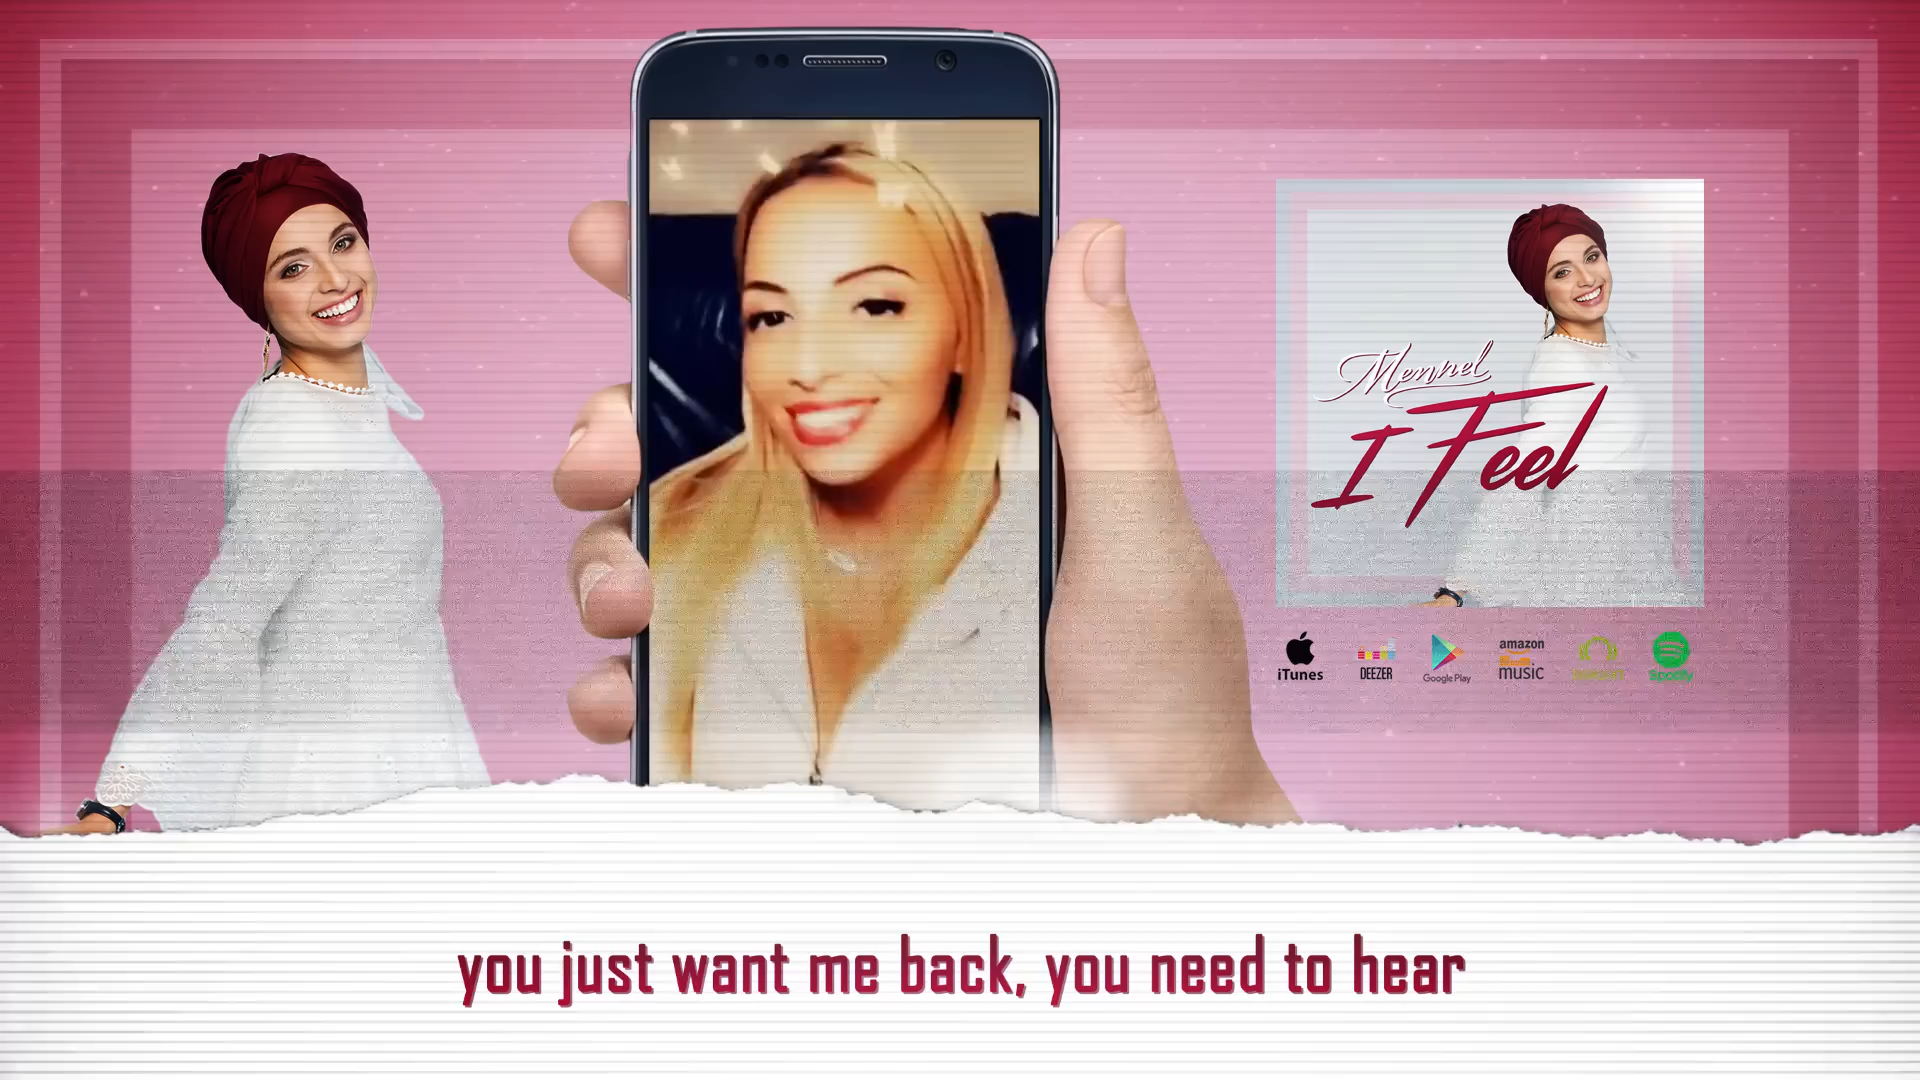 Mennel
I Feel
iTunes
DEEZER
Google Play
amazon
music
Spotify
you just want me back, you need to hear